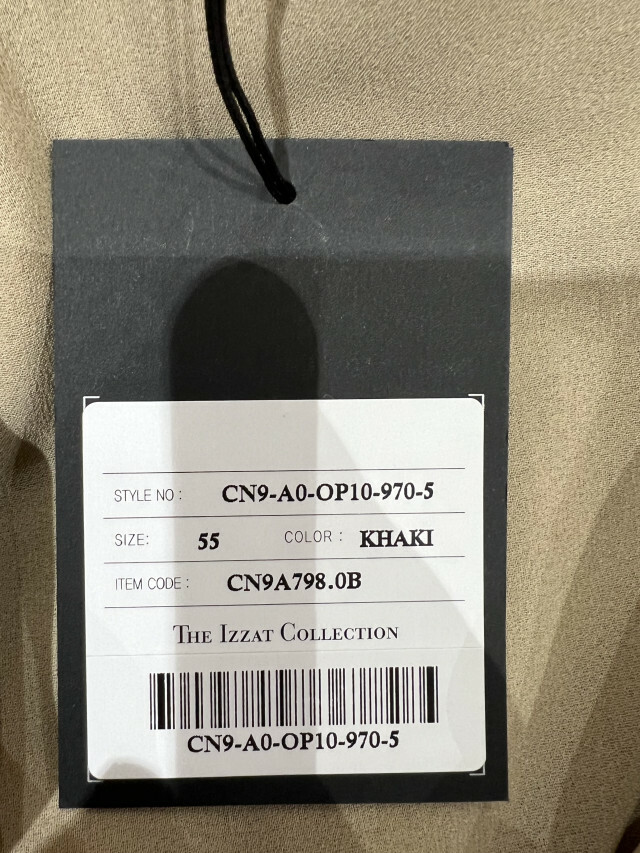 STYLE NO : CN9-A0-OP10-970-5
SIZE: 55 COLOR : KHAKI
ITEM CODE : CN9A798.0B
THE IZZAT COLLECTION
CN9-A0-OP10-970-5